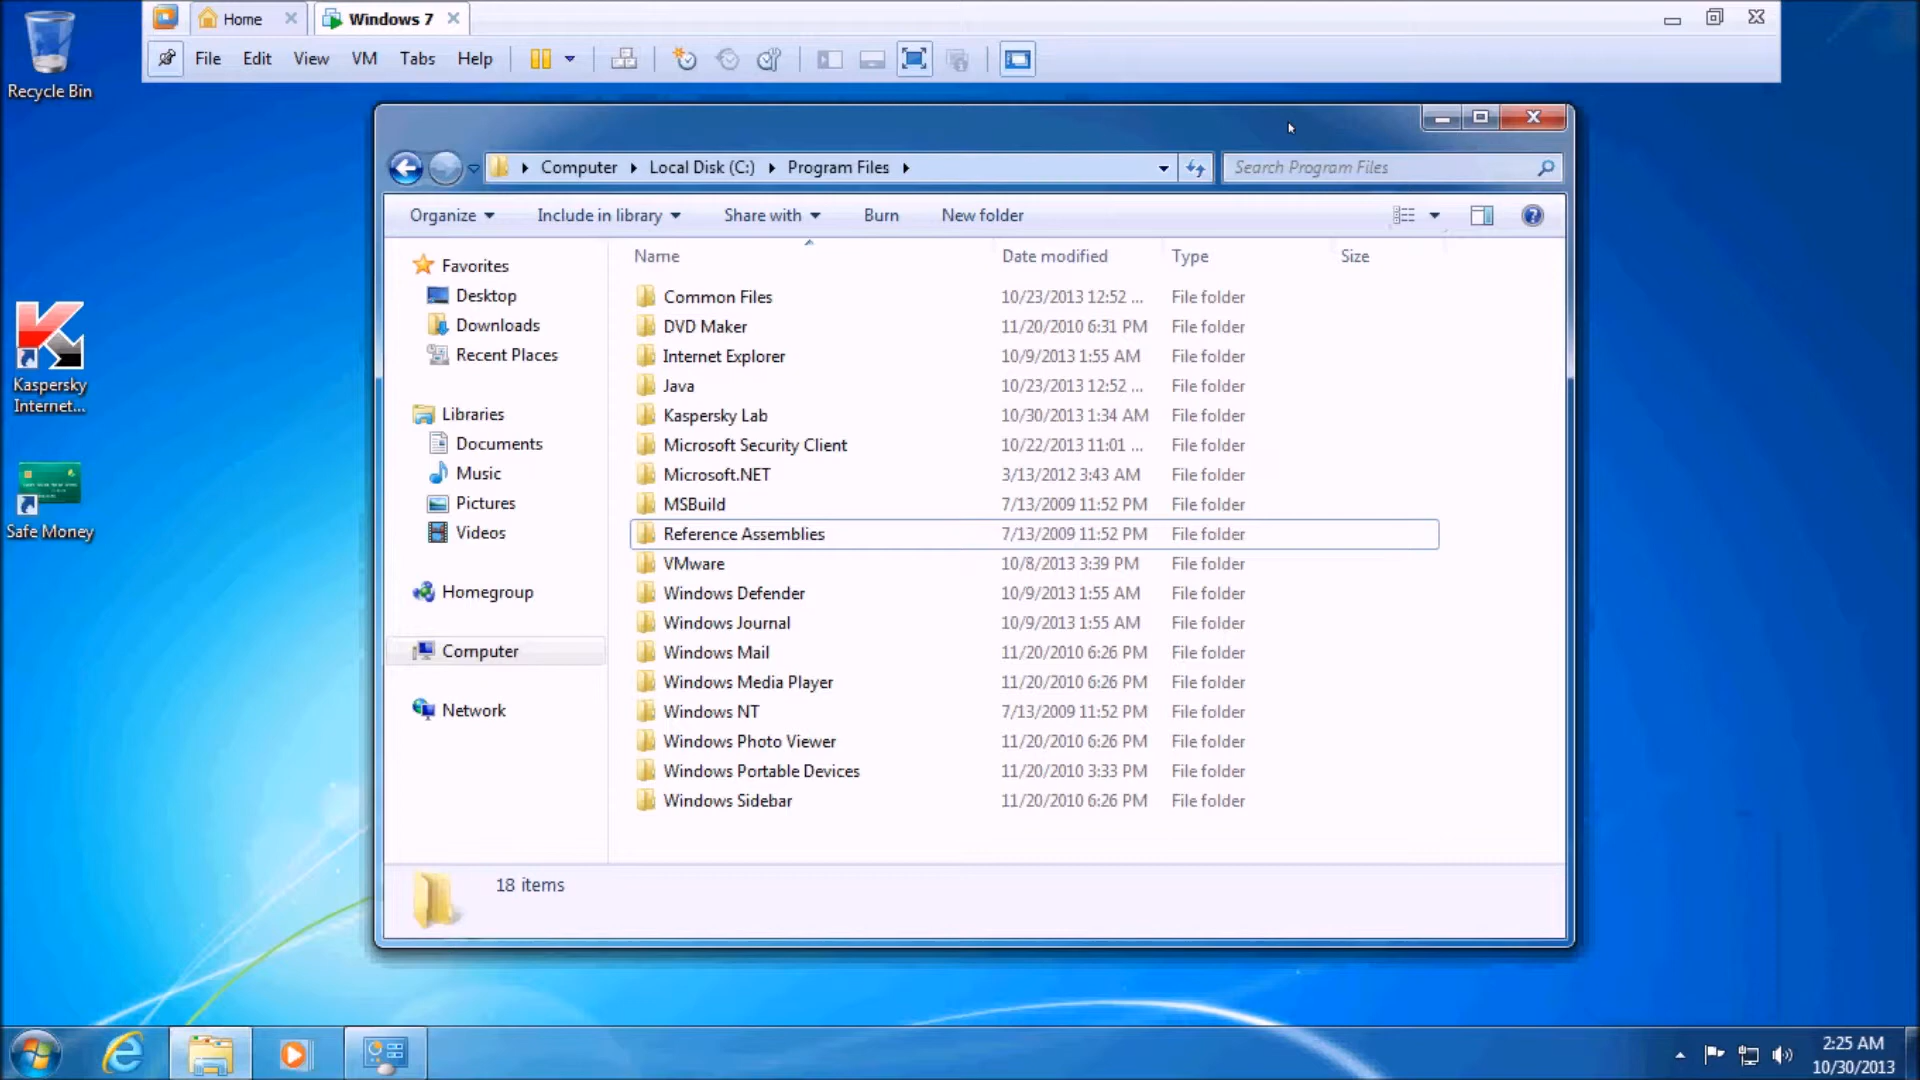 Home
Windows 7
File Edit View VM Tabs Help
Recycle Bin
Computer Local Disk (C:) Program Files
Search Program Files
Organize Include in library Share with Burn New folder
Name Date modified Type Size
Favorites
Desktop
Downloads
Recent Places
Libraries
Documents
Music
Pictures
Videos
Homegroup
Computer
Network
Common Files 10/23/2013 12:52 ... File folder
DVD Maker 11/20/2010 6:31 PM File folder
Internet Explorer 10/9/2013 1:55 AM File folder
Java 10/23/2013 12:52 ... File folder
Kaspersky Lab 10/30/2013 1:34 AM File folder
Microsoft Security Client 10/22/2013 11:01 ... File folder
Microsoft.NET 3/13/2012 3:43 AM File folder
MSBuild 7/13/2009 11:52 PM File folder
Reference Assemblies 7/13/2009 11:52 PM File folder
VMware 10/8/2013 3:39 PM File folder
Windows Defender 10/9/2013 1:55 AM File folder
Windows Journal 10/9/2013 1:55 AM File folder
Windows Mail 11/20/2010 6:26 PM File folder
Windows Media Player 11/20/2010 6:26 PM File folder
Windows NT 7/13/2009 11:52 PM File folder
Windows Photo Viewer 11/20/2010 6:26 PM File folder
Windows Portable Devices 11/20/2010 3:33 PM File folder
Windows Sidebar 11/20/2010 6:26 PM File folder
18 items
Kaspersky
Internet...
Safe Money
2:25 AM
10/30/2013